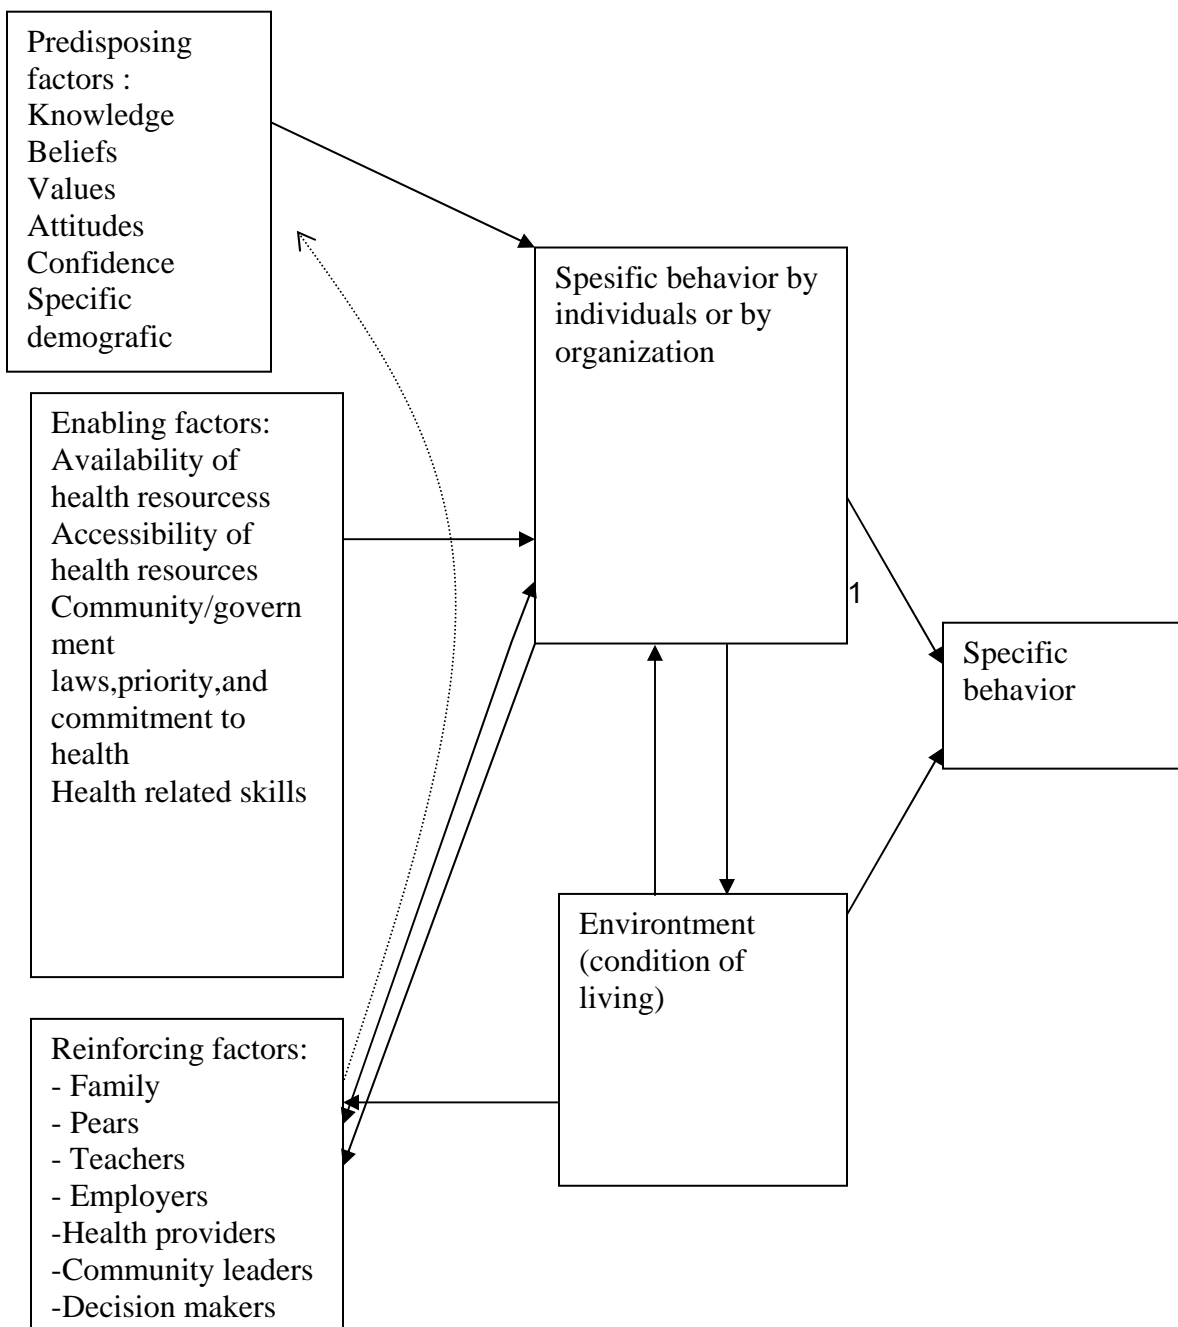 Predisposing
factors :
Knowledge
Beliefs
Values
Attitudes
Confidence
Specific
demografic
Spesific behavior by
individuals or by
organization
Enabling factors:
Availability of
health resourcess
Accessibility of
health resources
Community/govern
ment
laws,priority,and
commitment to
health
Health related skills
1
Specific
behavior
Environtment
(condition of
living)
Reinforcing factors:
- Family
- Pears
- Teachers
- Employers
-Health providers
-Community leaders
-Decision makers